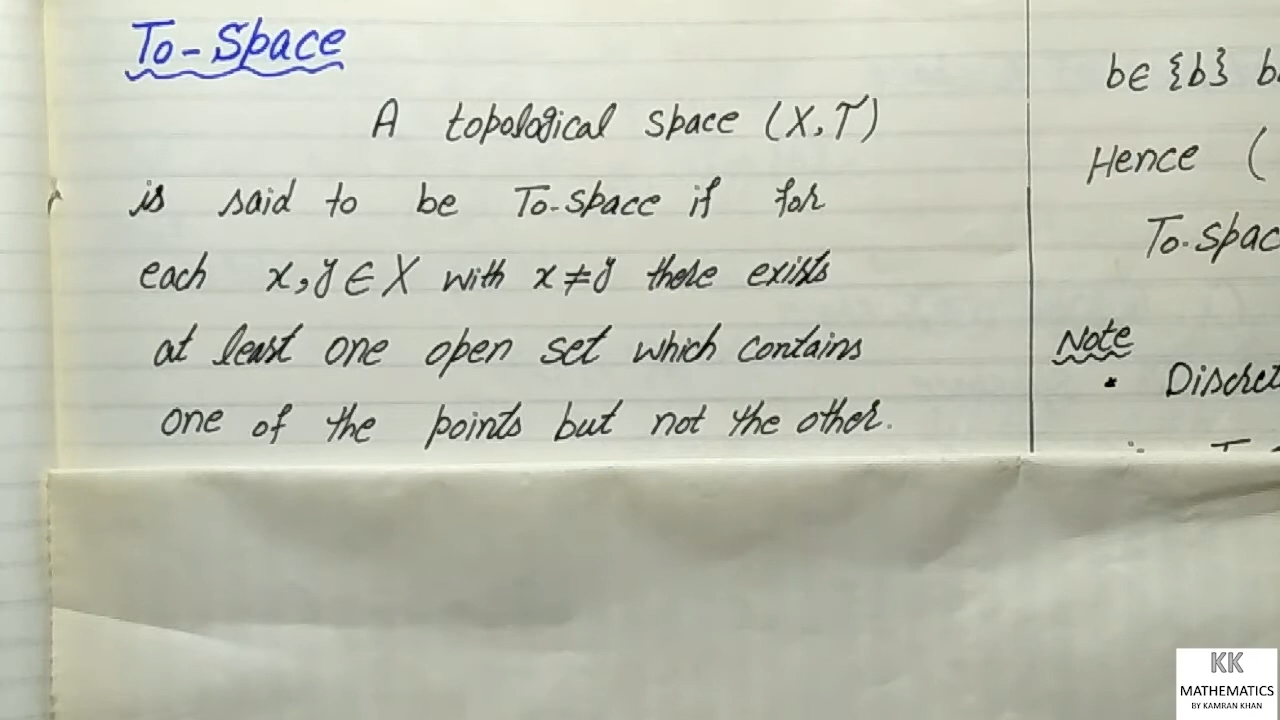 To-Space
A topological space (X,T)
is said to be To-space if for
each x,y ∈ X with x ≠ y there exists
at least one open set which contains
one of the points but not the other.
b∈ {b}
Hence (
To-spac
Note
• Discret
KK
MATHEMATICS
BY KAMRAN KHAN